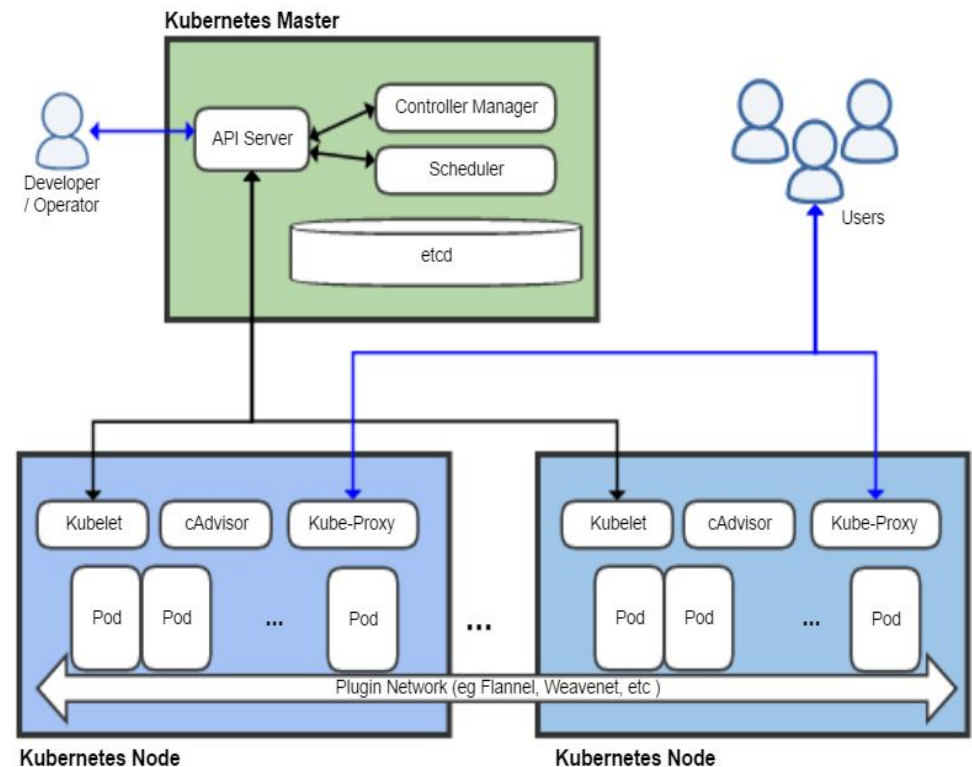 Kubernetes Master
API Server
Controller Manager
Scheduler
etcd
Developer
/ Operator
Users
Kubelet
cAdvisor
Kube-Proxy
Pod
Pod
...
Pod
...
Kubelet
cAdvisor
Kube-Proxy
Pod
Pod
...
Pod
Plugin Network (eg Flannel, Weavenet, etc )
Kubernetes Node
Kubernetes Node